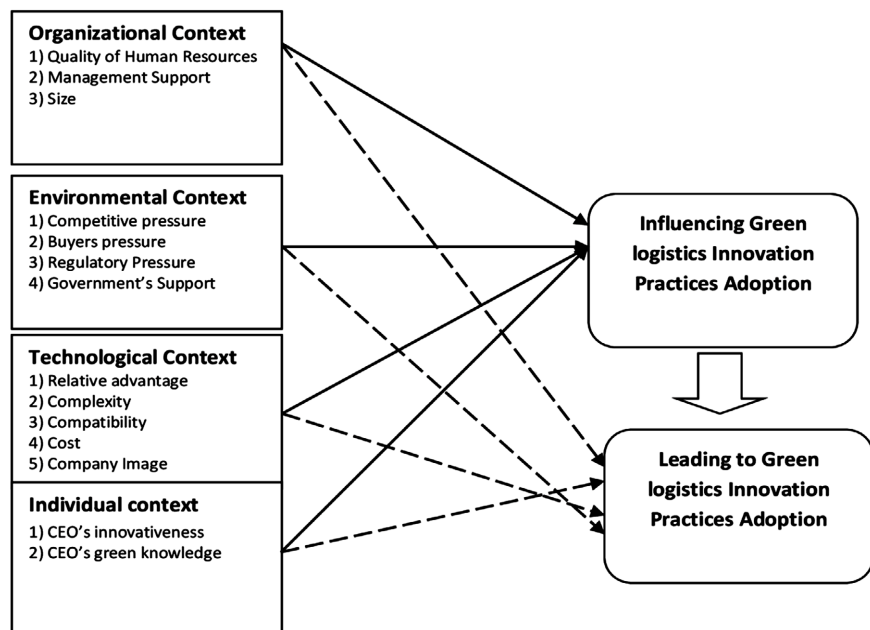 Organizational Context
1) Quality of Human Resources
2) Management Support
3) Size
Environmental Context
1) Competitive pressure
2) Buyers pressure
3) Regulatory Pressure
4) Government's Support
Technological Context
1) Relative advantage
2) Complexity
3) Compatibility
4) Cost
5) Company Image
Individual context
1) CEO's innovativeness
2) CEO's green knowledge
Influencing Green
logistics Innovation
Practices Adoption
Leading to Green
logistics Innovation
Practices Adoption